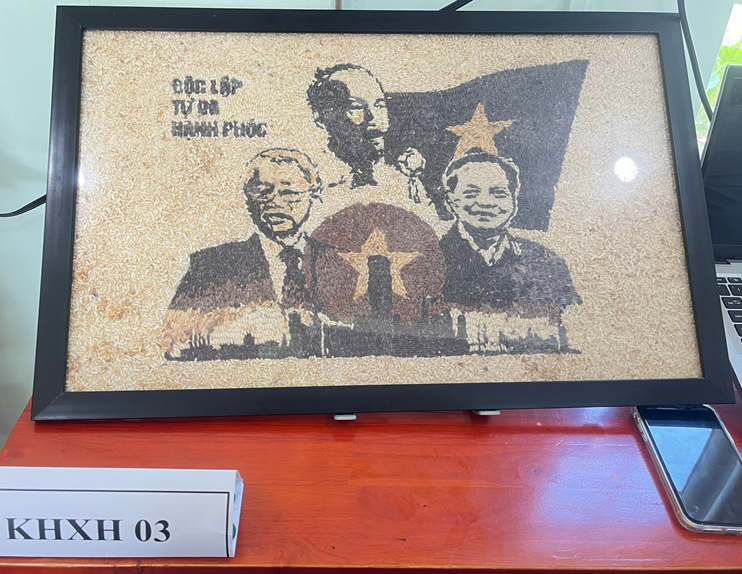 ĐỘC LẬP
TỰ DO
HẠNH PHÚC
KHXH 03